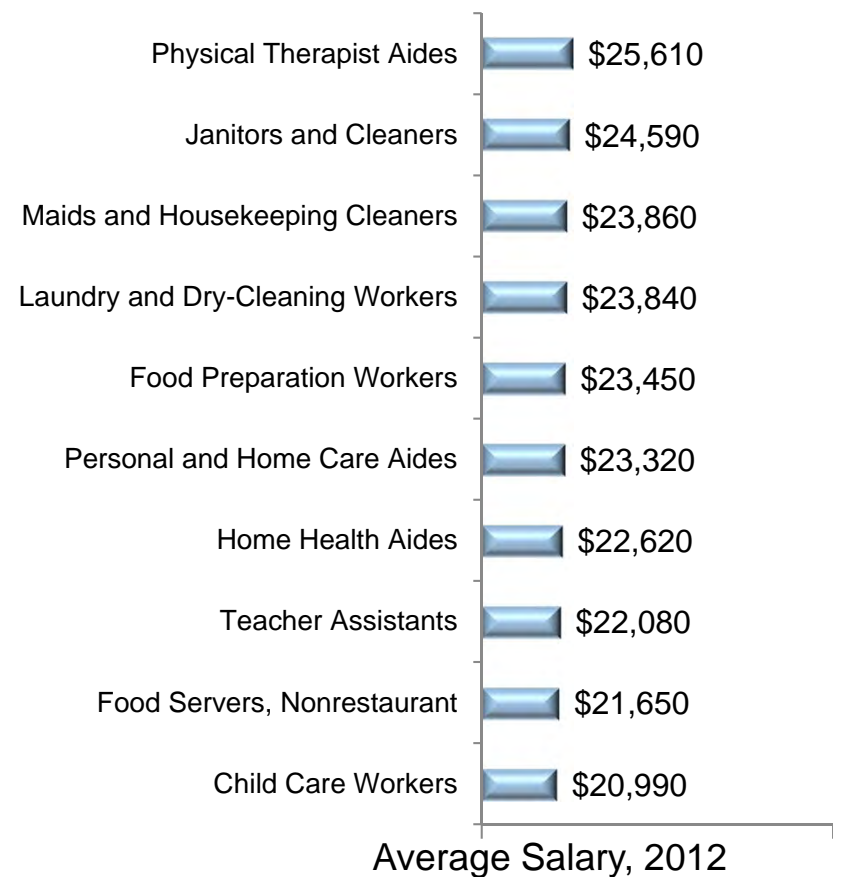 Physical Therapist Aides $25,610
Janitors and Cleaners $24,590
Maids and Housekeeping Cleaners $23,860
Laundry and Dry-Cleaning Workers $23,840
Food Preparation Workers $23,450
Personal and Home Care Aides $23,320
Home Health Aides $22,620
Teacher Assistants $22,080
Food Servers, Nonrestaurant $21,650
Child Care Workers $20,990
Average Salary, 2012